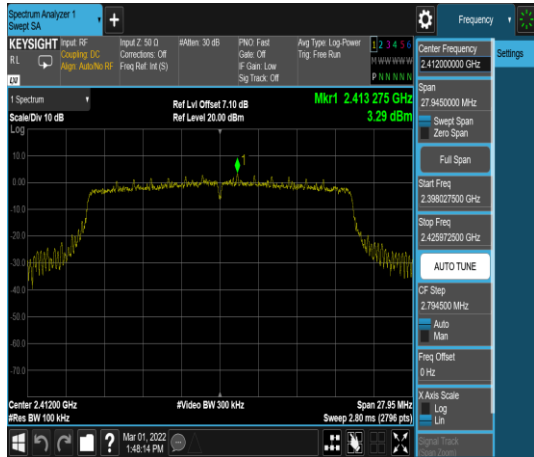 Spectrum Analyzer 1
Swept SA
Frequency
KEYSIGHT
RL
Input: RF
Coupling: DC
Align: Auto/No RF
Input Z: 50 Ω
Corrections: Off
Freq Ref: Int (S)
#Atten: 30 dB
PNO: Fast
Gate: Off
IF Gain: Low
Sig Track: Off
Avg Type: Log-Power
Trig: Free Run
1 2 3 4 5 6
M W W W W W
P N N N N N
Center Frequency
2.412000000 GHz
Settings
Span
27.9450000 MHz
Swept Span
Zero Span
Full Span
Start Freq
2.398027500 GHz
Stop Freq
2.425972500 GHz
AUTO TUNE
CF Step
2.794500 MHz
Auto
Man
Freq Offset
0 Hz
X Axis Scale
Log
Lin
Signal Track
Span Zoom
1 Spectrum
Scale/Div 10 dB
Log
Ref Lvl Offset 7.10 dB
Ref Level 20.00 dBm
Mkr1 2.413 275 GHz
3.29 dBm
1
10.0
0.00
-10.0
-20.0
-30.0
-40.0
-50.0
-60.0
-70.0
Center 2.41200 GHz
#Res BW 100 kHz
#Video BW 300 kHz
Span 27.95 MHz
Sweep 2.80 ms (2796 pts)
Mar 01, 2022
1:48:14 PM